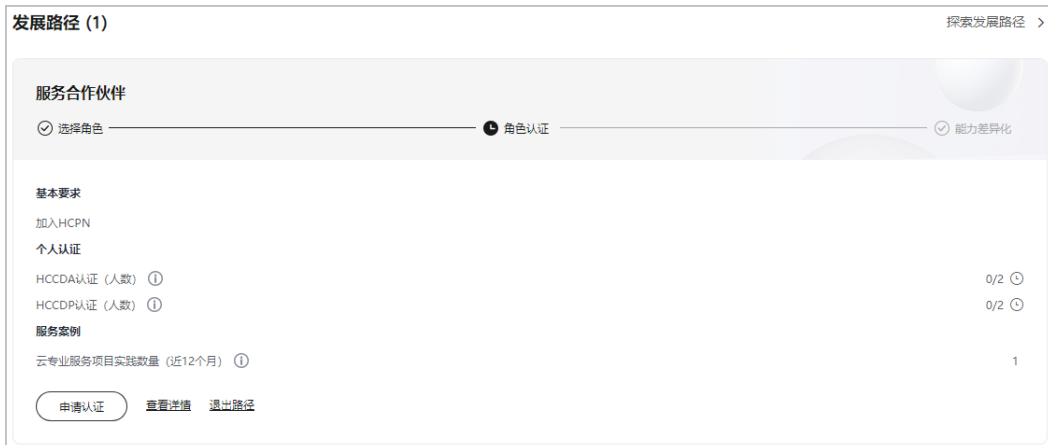 发展路径 (1)
探索发展路径
服务合作伙伴
选择角色
角色认证
能力差异化
基本要求
加入HCPN
个人认证
HCCDA认证（人数）
0/2
HCCDP认证（人数）
0/2
服务案例
云专业服务项目实践数量（近12个月）
1
申请认证 查看详情 退出路径